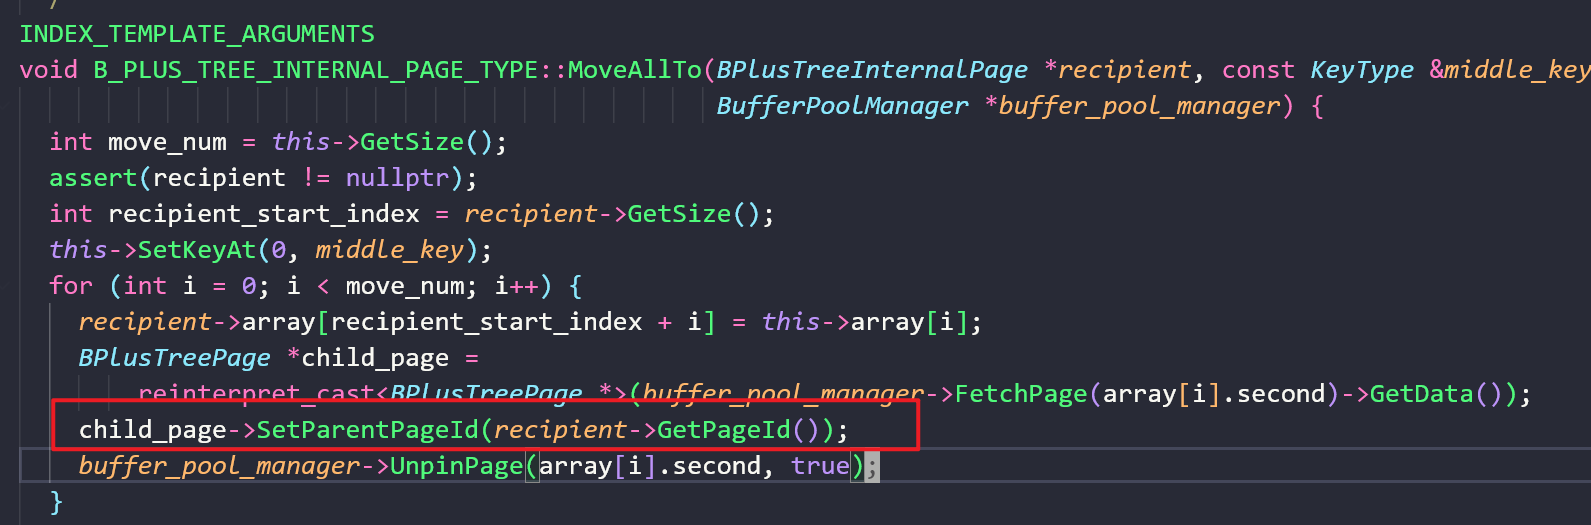 /
INDEX_TEMPLATE_ARGUMENTS
void B_PLUS_TREE_INTERNAL_PAGE_TYPE::MoveAllTo(BPlusTreeInternalPage *recipient, const KeyType &middle_key
BufferPoolManager *buffer_pool_manager) {
int move_num = this->GetSize();
assert(recipient != nullptr);
int recipient_start_index = recipient->GetSize();
this->SetKeyAt(0, middle_key);
for (int i = 0; i < move_num; i++) {
recipient->array[recipient_start_index + i] = this->array[i];
BPlusTreePage *child_page =
reinterpret_cast<BPlusTreePage *>(buffer_pool_manager->FetchPage(array[i].second)->GetData());
child_page->SetParentPageId(recipient->GetPageId());
buffer_pool_manager->UnpinPage(array[i].second, true);
}